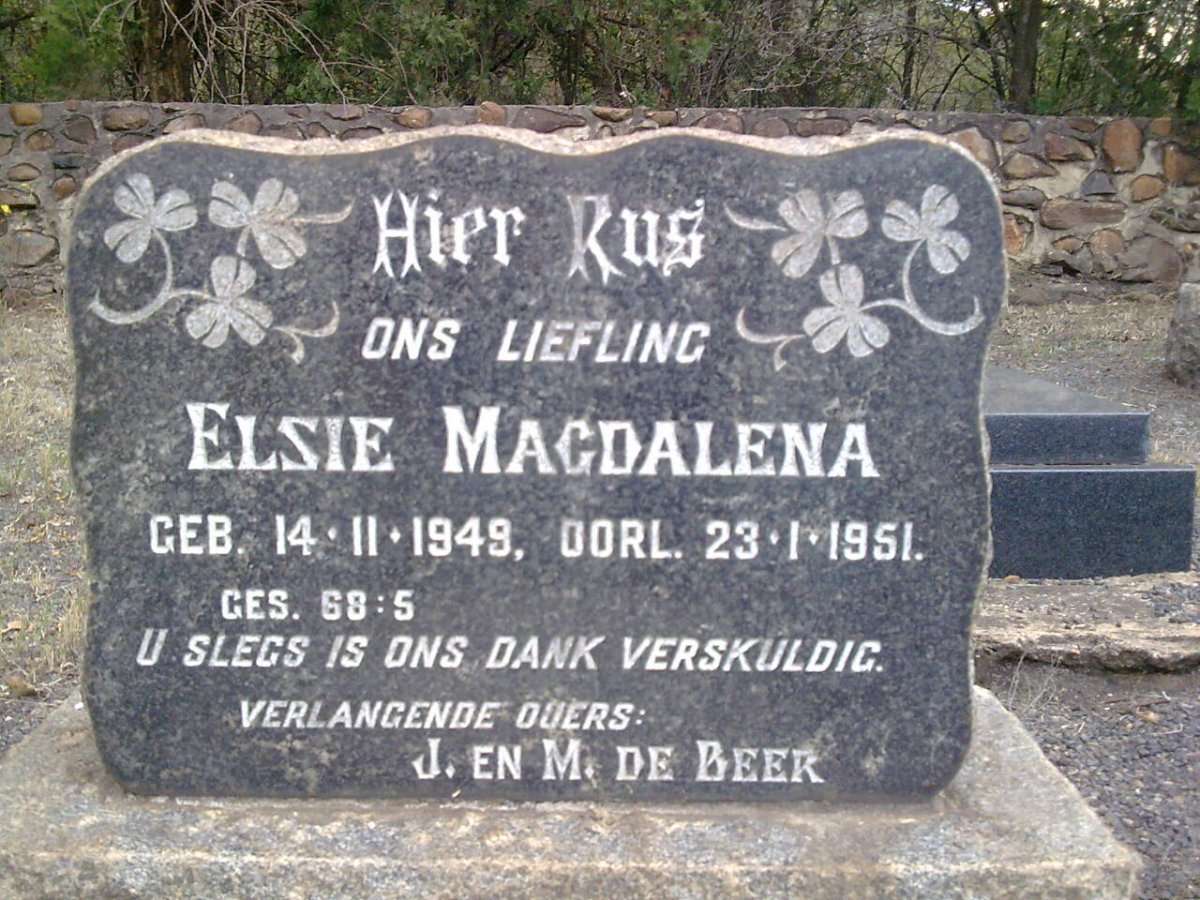 Hier Rus
ONS LIEFLING
ELSIE MAGDALENA
GEB. 14·11·1949, OORL. 23·1·1951.
GES. 68:5
U SLEGS IS ONS DANK VERSKULDIG.
VERLANGENDE OUERS:
J. EN M. DE BEER